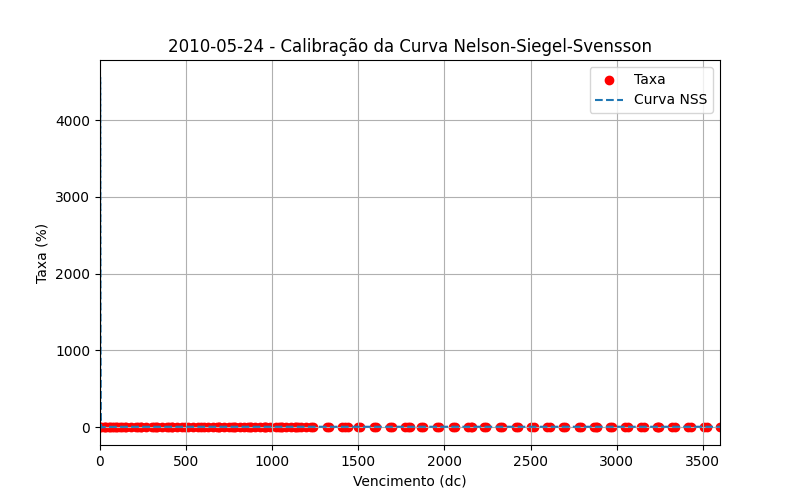 2010-05-24 - Calibração da Curva Nelson-Siegel-Svensson
Taxa
Curva NSS
Taxa (%)
4000
3000
2000
1000
0
0 500 1000 1500 2000 2500 3000 3500
Vencimento (dc)